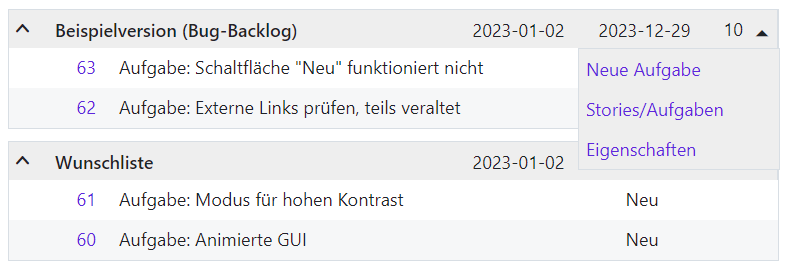 Beispielversion (Bug-Backlog) 2023-01-02 2023-12-29 10
63 Aufgabe: Schaltfläche "Neu" funktioniert nicht
Neue Aufgabe
62 Aufgabe: Externe Links prüfen, teils veraltet
Stories/Aufgaben
Eigenschaften
Wunschliste 2023-01-02
61 Aufgabe: Modus für hohen Kontrast Neu
60 Aufgabe: Animierte GUI Neu